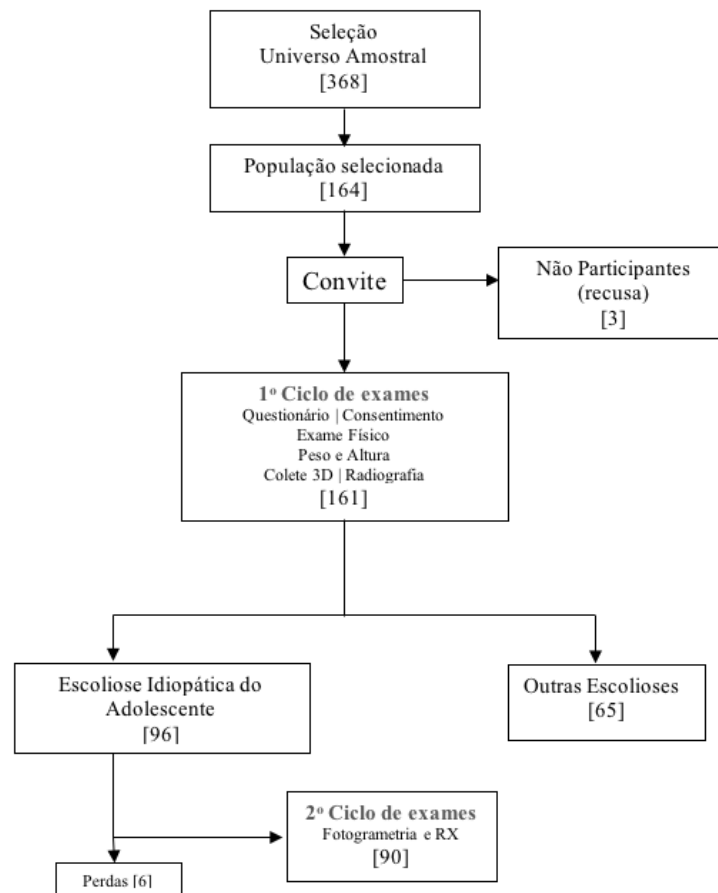 Seleção
Universo Amostral
[368]
População selecionada
[164]
Convite
Não Participantes
(recusa)
[3]
1º Ciclo de exames
Questionário | Consentimento
Exame Físico
Peso e Altura
Colete 3D | Radiografia
[161]
Escoliose Idiopática do
Adolescente
[96]
Outras Escolioses
[65]
2º Ciclo de exames
Fotogrametria e RX
[90]
Perdas [6]